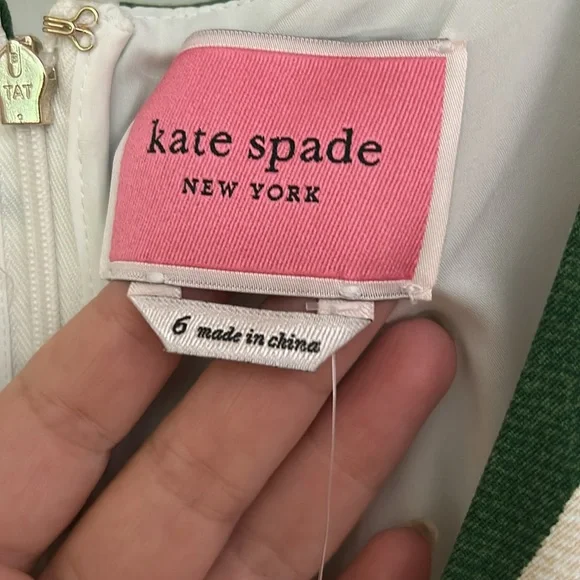 TAT
kate spade
NEW YORK
6 made in china